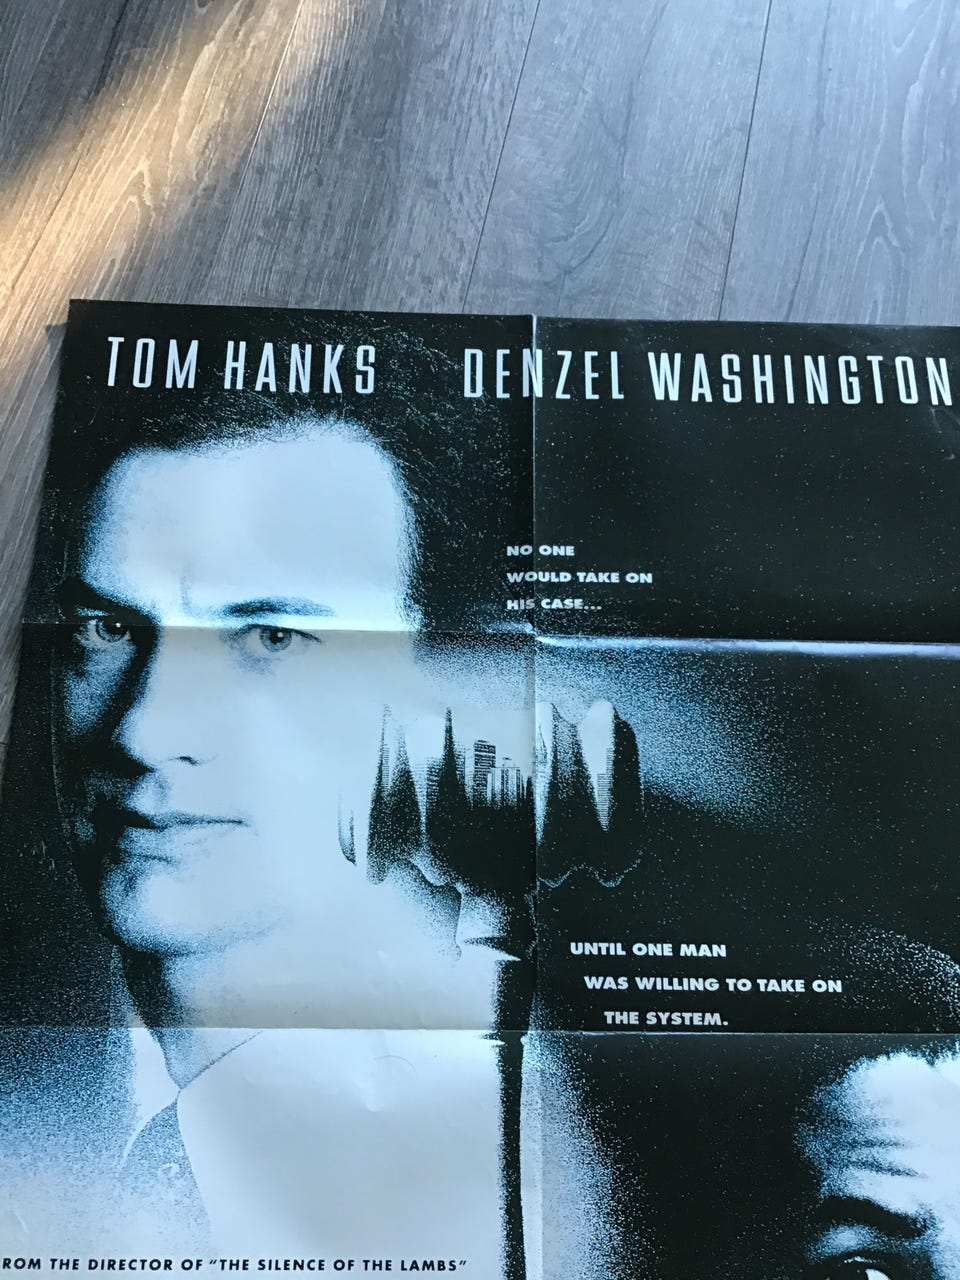 TOM HANKS DENZEL WASHINGTON
NO ONE
WOULD TAKE ON
HIS CASE...
UNTIL ONE MAN
WAS WILLING TO TAKE ON
THE SYSTEM.
ROM THE DIRECTOR OF "THE SILENCE OF THE LAMBS"